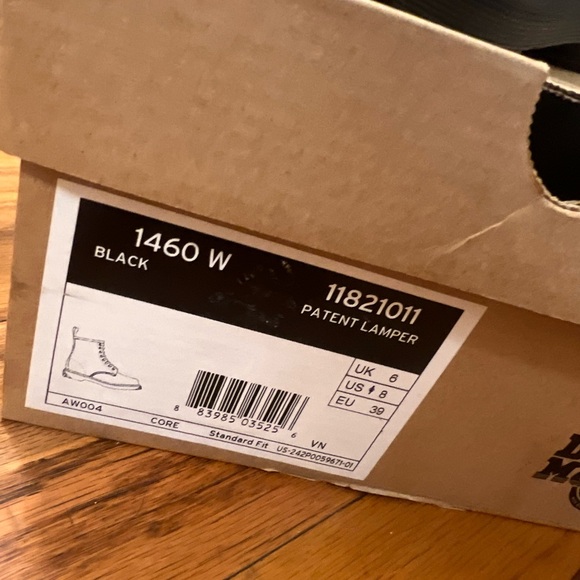 1460 W
BLACK
11821011
PATENT LAMPER
UK 6
US 8
EU 39
8 83985 03525 6
AW004
CORE
Standard Fit
VN
US-242P0059671-01